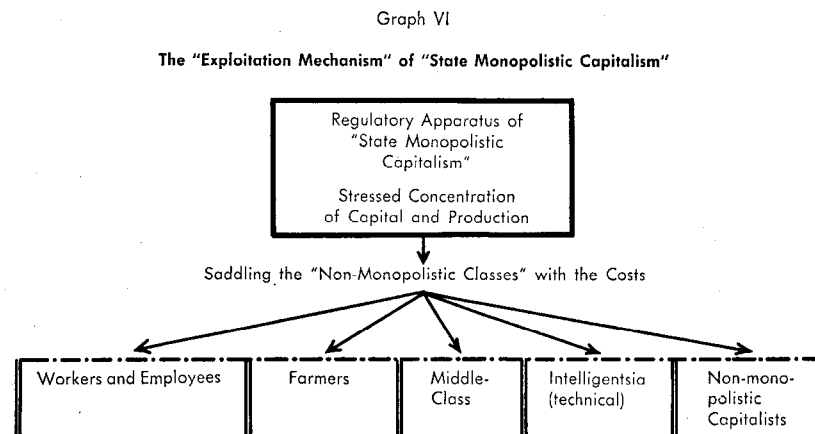 Graph VI
The "Exploitation Mechanism" of "State Monopolistic Capitalism"
Regulatory Apparatus of
"State Monopolistic
Capitalism"
Stressed Concentration
of Capital and Production
Saddling the "Non-Monopolistic Classes" with the Costs
Workers and Employees
Farmers
Middle-
Class
Intelligentsia
(technical)
Non-mono-
polistic
Capitalists